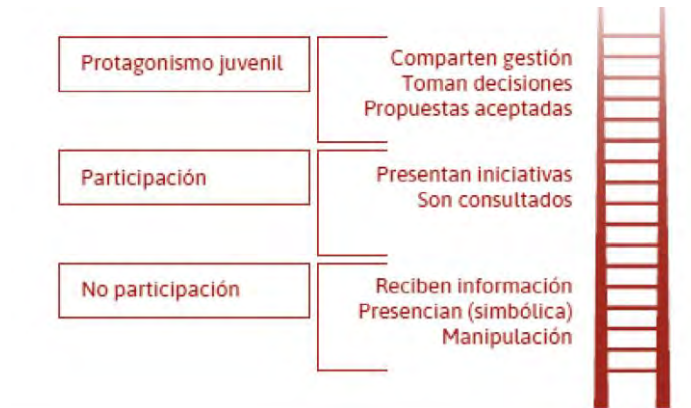 Protagonismo juvenil
Comparten gestión
Toman decisiones
Propuestas aceptadas
Participación
Presentan iniciativas
Son consultados
No participación
Reciben información
Presencian (simbólica)
Manipulación